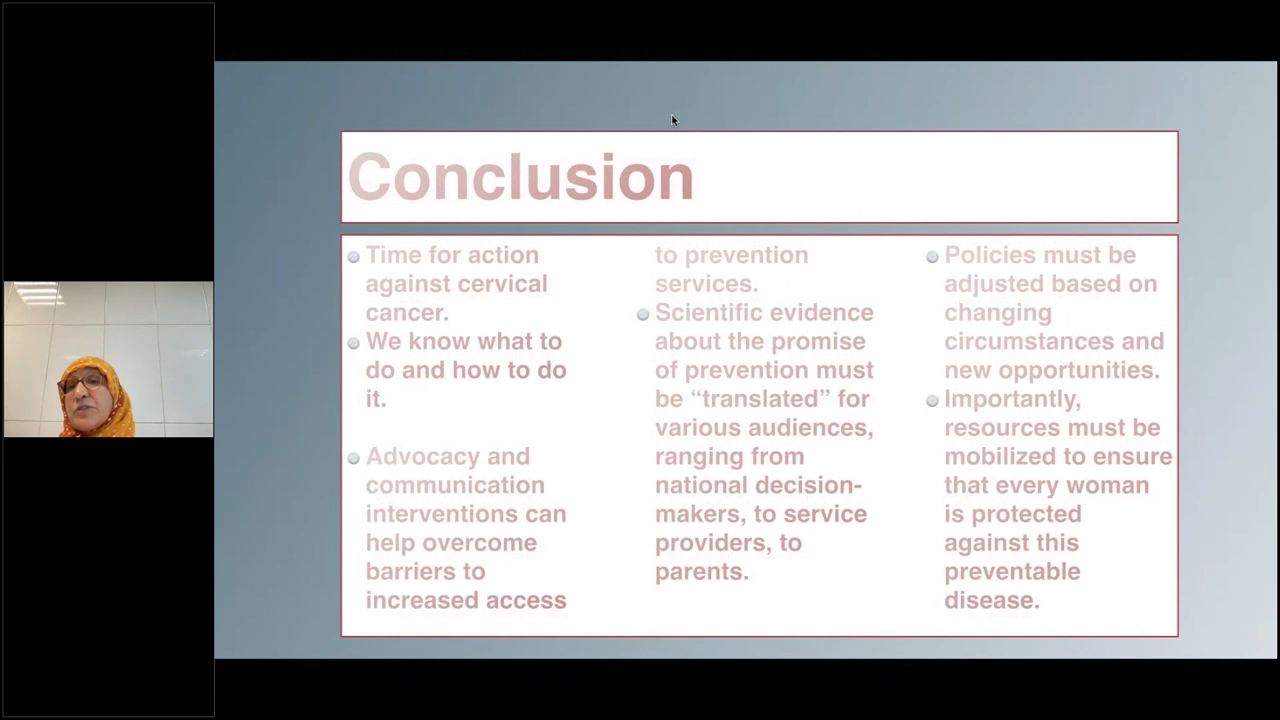 Conclusion
Time for action
against cervical
cancer.
We know what to
do and how to do
it.
Advocacy and
communication
interventions can
help overcome
barriers to
increased access
to prevention
services.
Scientific evidence
about the promise
of prevention must
be “translated” for
various audiences,
ranging from
national decision-
makers, to service
providers, to
parents.
Policies must be
adjusted based on
changing
circumstances and
new opportunities.
Importantly,
resources must be
mobilized to ensure
that every woman
is protected
against this
preventable
disease.